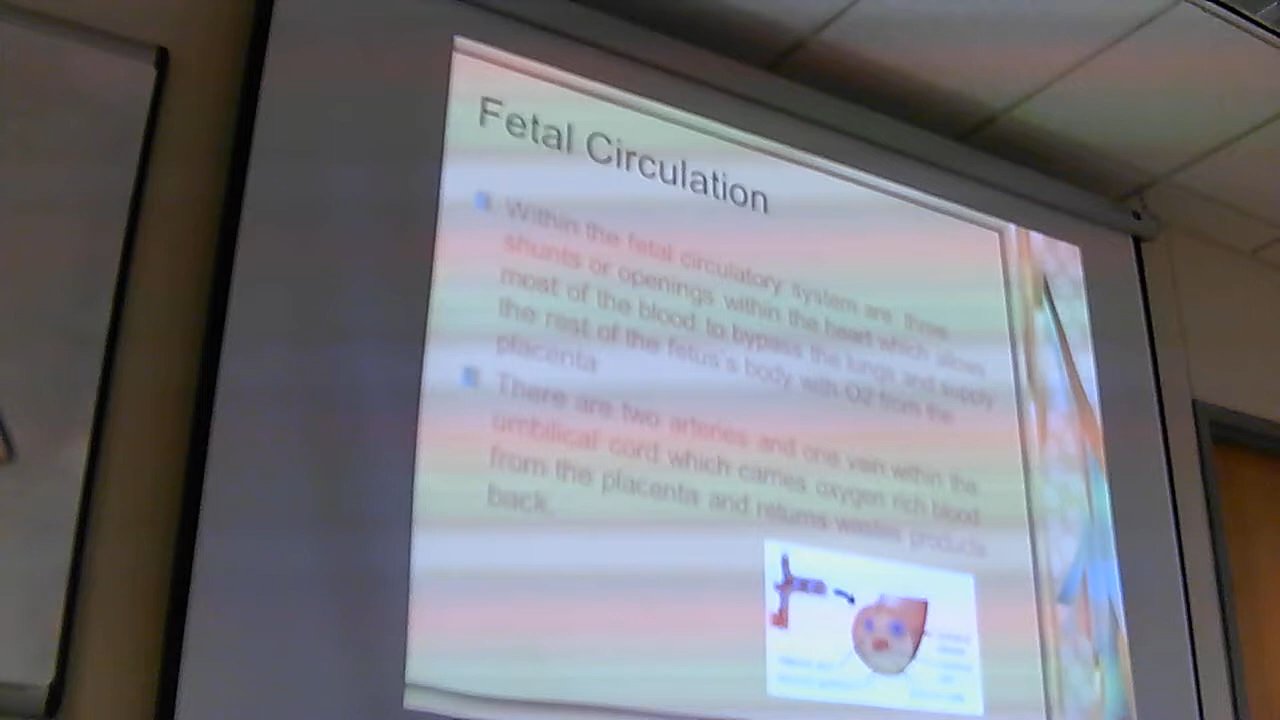 Fetal Circulation
Within the fetal circulatory system are three
shunts or openings within the heart which allows
most of the blood to bypass the lungs and supply
the rest of the fetus's body with O2 from the
placenta
There are two arteries and one vein within the
umbilical cord which carries oxygen rich blood
from the placenta and returns wastes products
back.